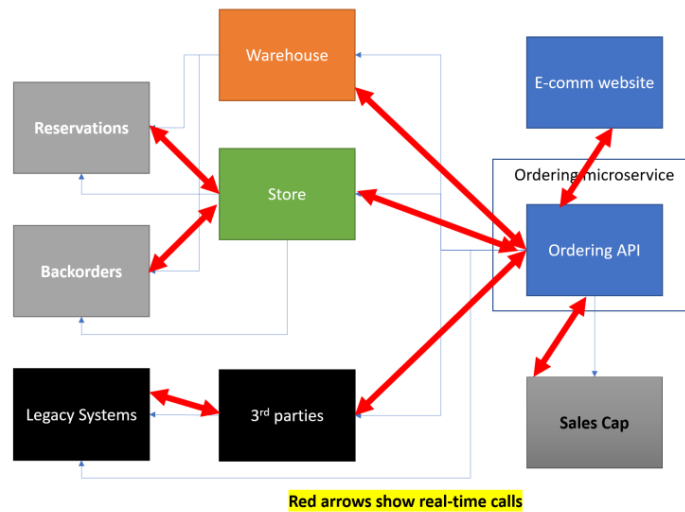 Warehouse
E-comm website
Reservations
Ordering microservice
Store
Ordering API
Backorders
Legacy Systems
3rd parties
Sales Cap
Red arrows show real-time calls